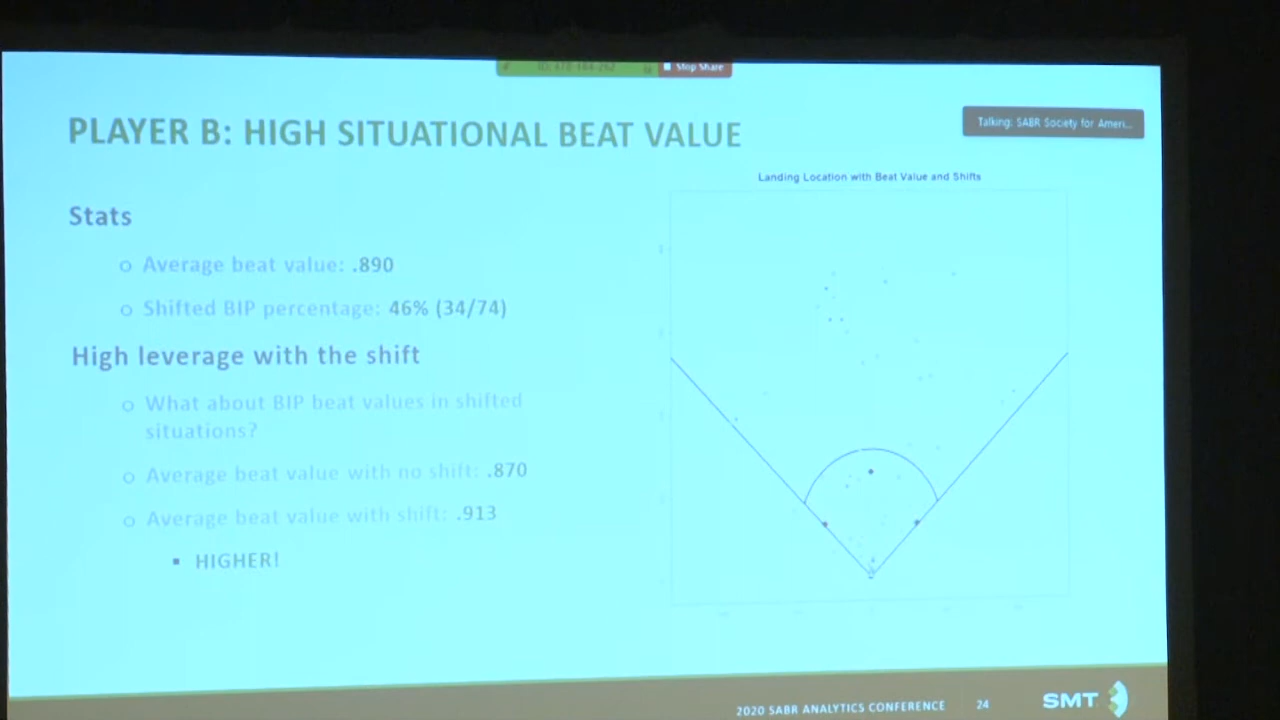 Stop Share
PLAYER B: HIGH SITUATIONAL BEAT VALUE
Talking: SABR Society for Ameri...
Landing Location with Beat Value and Shifts
Stats
o Average beat value: .890
o Shifted BIP percentage: 46% (34/74)
High leverage with the shift
o What about BIP beat values in shifted
situations?
o Average beat value with no shift: .870
o Average beat value with shift: .913
▪ HIGHER!
2020 SABR ANALYTICS CONFERENCE
24
SMT